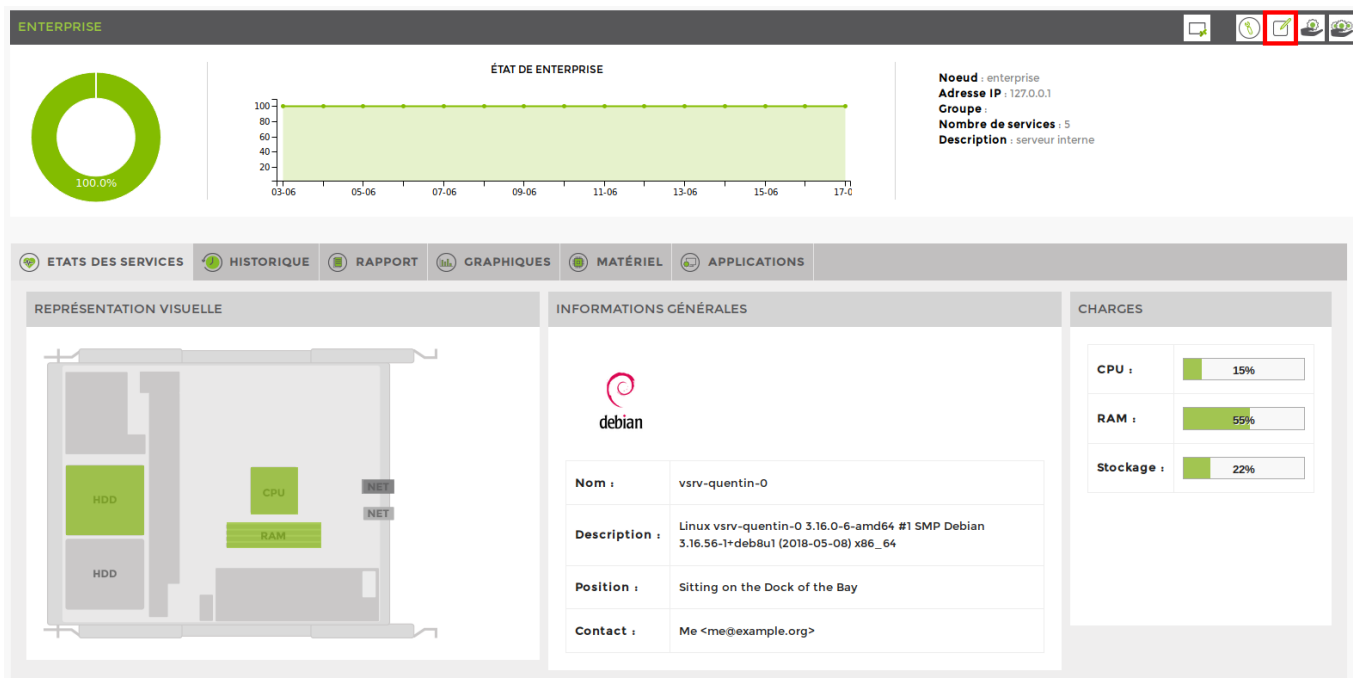 ENTERPRISE
100.0%
ÉTAT DE ENTERPRISE
100
80
60
40
20
03-06 05-06 07-06 09-06 11-06 13-06 15-06 17-0
Noeud : enterprise
Adresse IP : 127.0.0.1
Groupe :
Nombre de services : 5
Description : serveur interne
ETATS DES SERVICES HISTORIQUE RAPPORT GRAPHIQUES MATÉRIEL APPLICATIONS
REPRÉSENTATION VISUELLE
HDD
HDD
CPU
RAM
NET
NET
INFORMATIONS GÉNÉRALES
debian
Nom : vsrv-quentin-0
Description : Linux vsrv-quentin-0 3.16.0-6-amd64 #1 SMP Debian
3.16.56-1+deb8u1 (2018-05-08) x86_64
Position : Sitting on the Dock of the Bay
Contact : Me <me@example.org>
CHARGES
CPU : 15%
RAM : 55%
Stockage : 22%